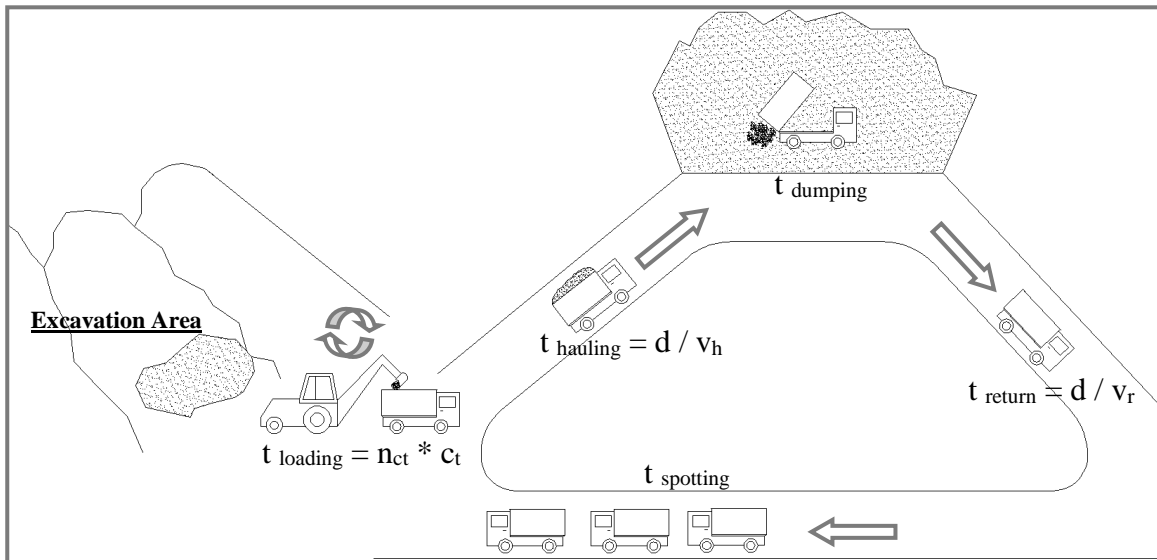 t dumping
Excavation Area
t hauling = d / vh
t return = d / vr
t loading = nct * ct
t spotting